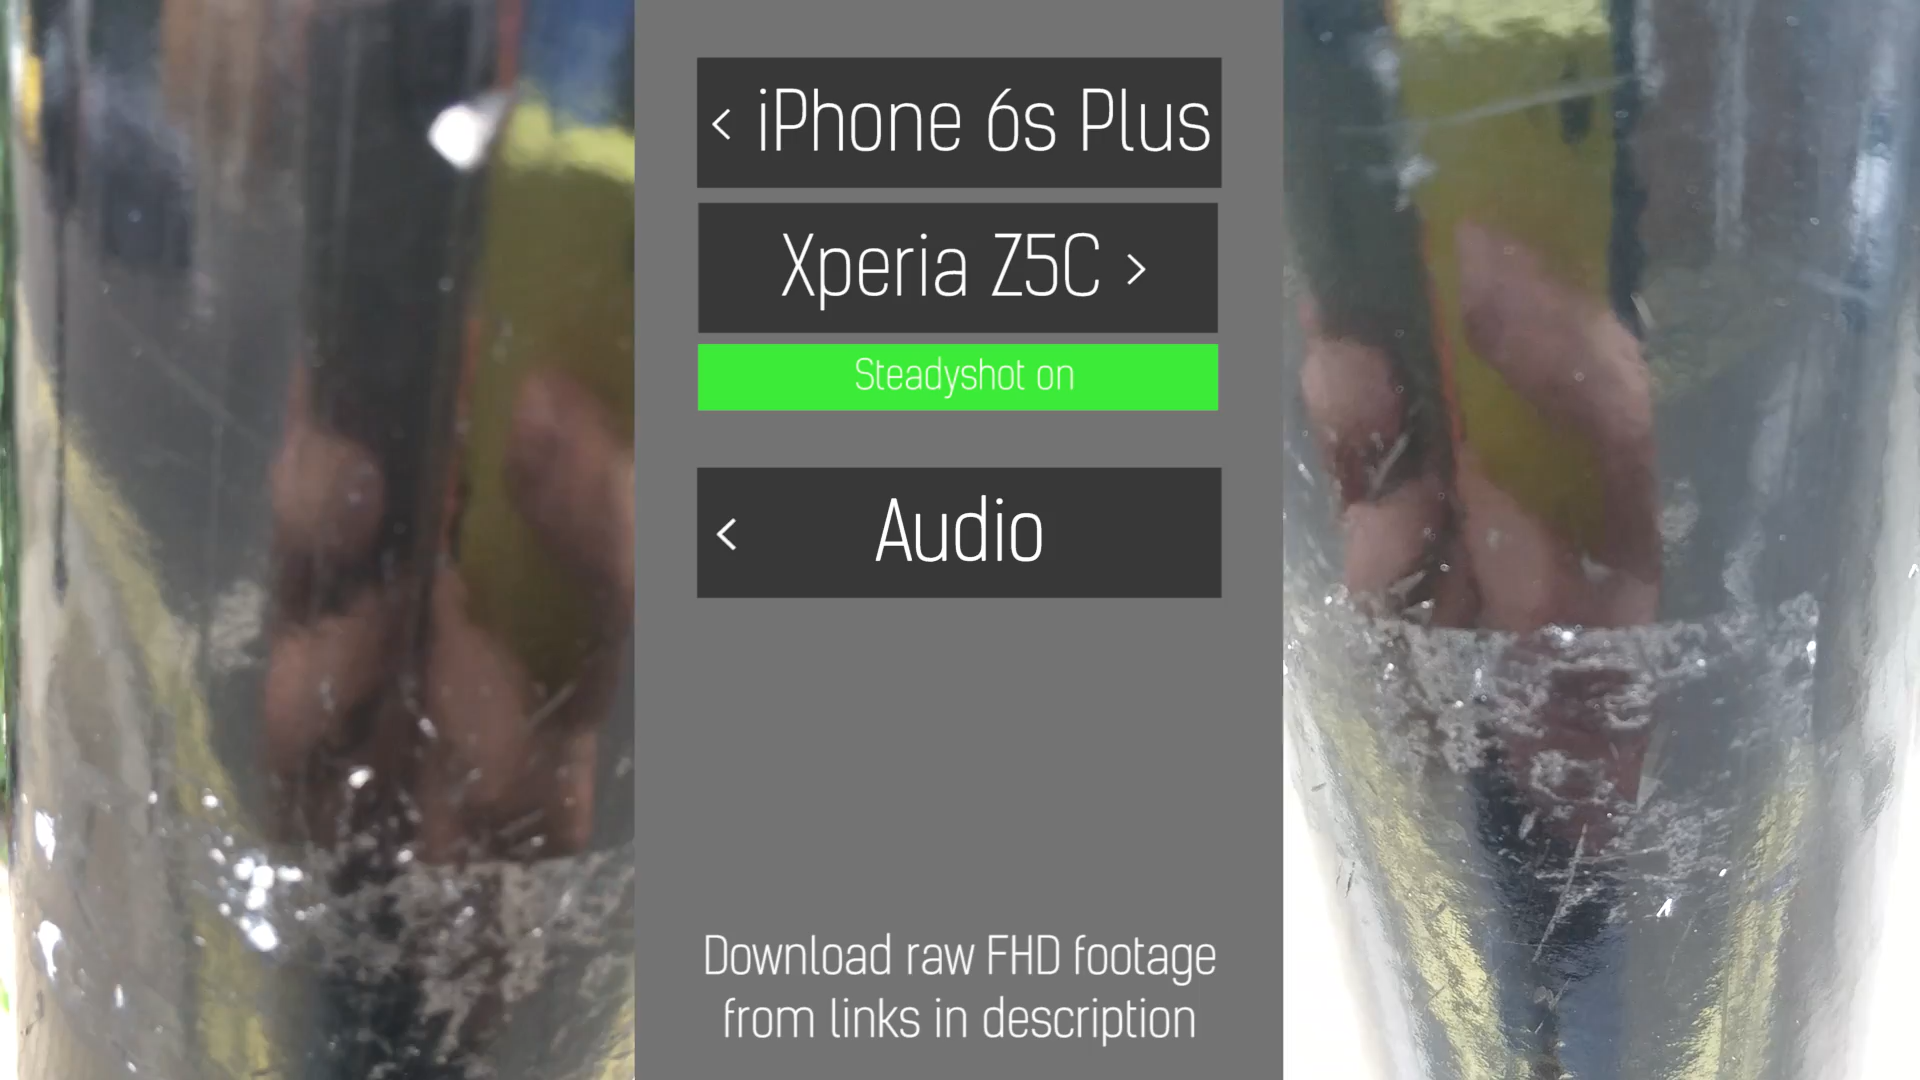 < iPhone 6s Plus
Xperia Z5C >
Steadyshot on
< Audio
Download raw FHD footage
from links in description